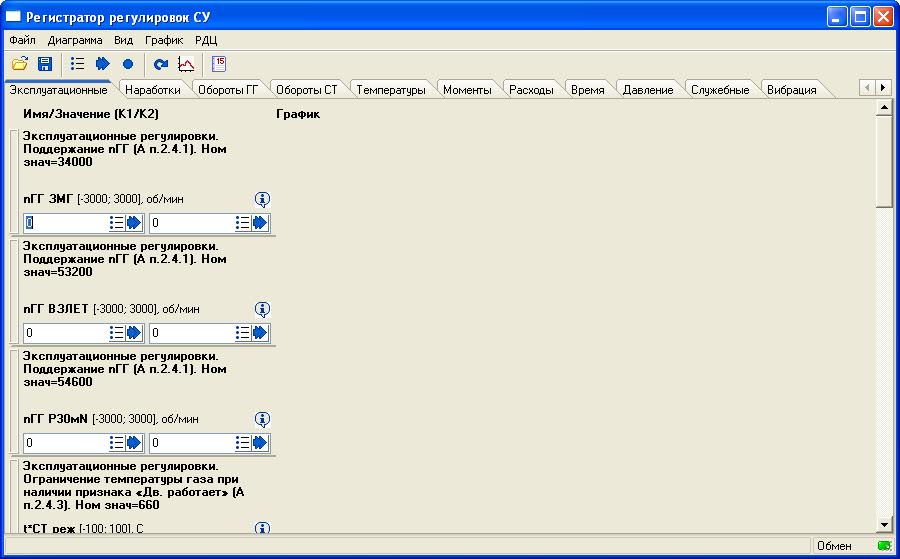 Регистратор регулировок СУ
Файл Диаграмма Вид График РДЦ
15
Эксплуатационные Наработки Обороты ГГ Обороты СТ Температуры Моменты Расходы Время Давление Служебные Вибрация
Имя/Значение (К1/К2) График
Эксплуатационные регулировки.
Поддержание nГГ (А п.2.4.1). Ном
знач=34000
nГГ ЗМГ [-3000; 3000], об/мин
0 0
Эксплуатационные регулировки.
Поддержание nГГ (А п.2.4.1). Ном
знач=53200
nГГ ВЗЛЕТ [-3000; 3000], об/мин
0 0
Эксплуатационные регулировки.
Поддержание nГГ (А п.2.4.1). Ном
знач=54600
nГГ Р30мN [-3000; 3000], об/мин
0 0
Эксплуатационные регулировки.
Ограничение температуры газа при
наличии признака «Дв. работает» (А
п.2.4.3). Ном знач=660
t*СТ реж [-100; 100], С
Обмен